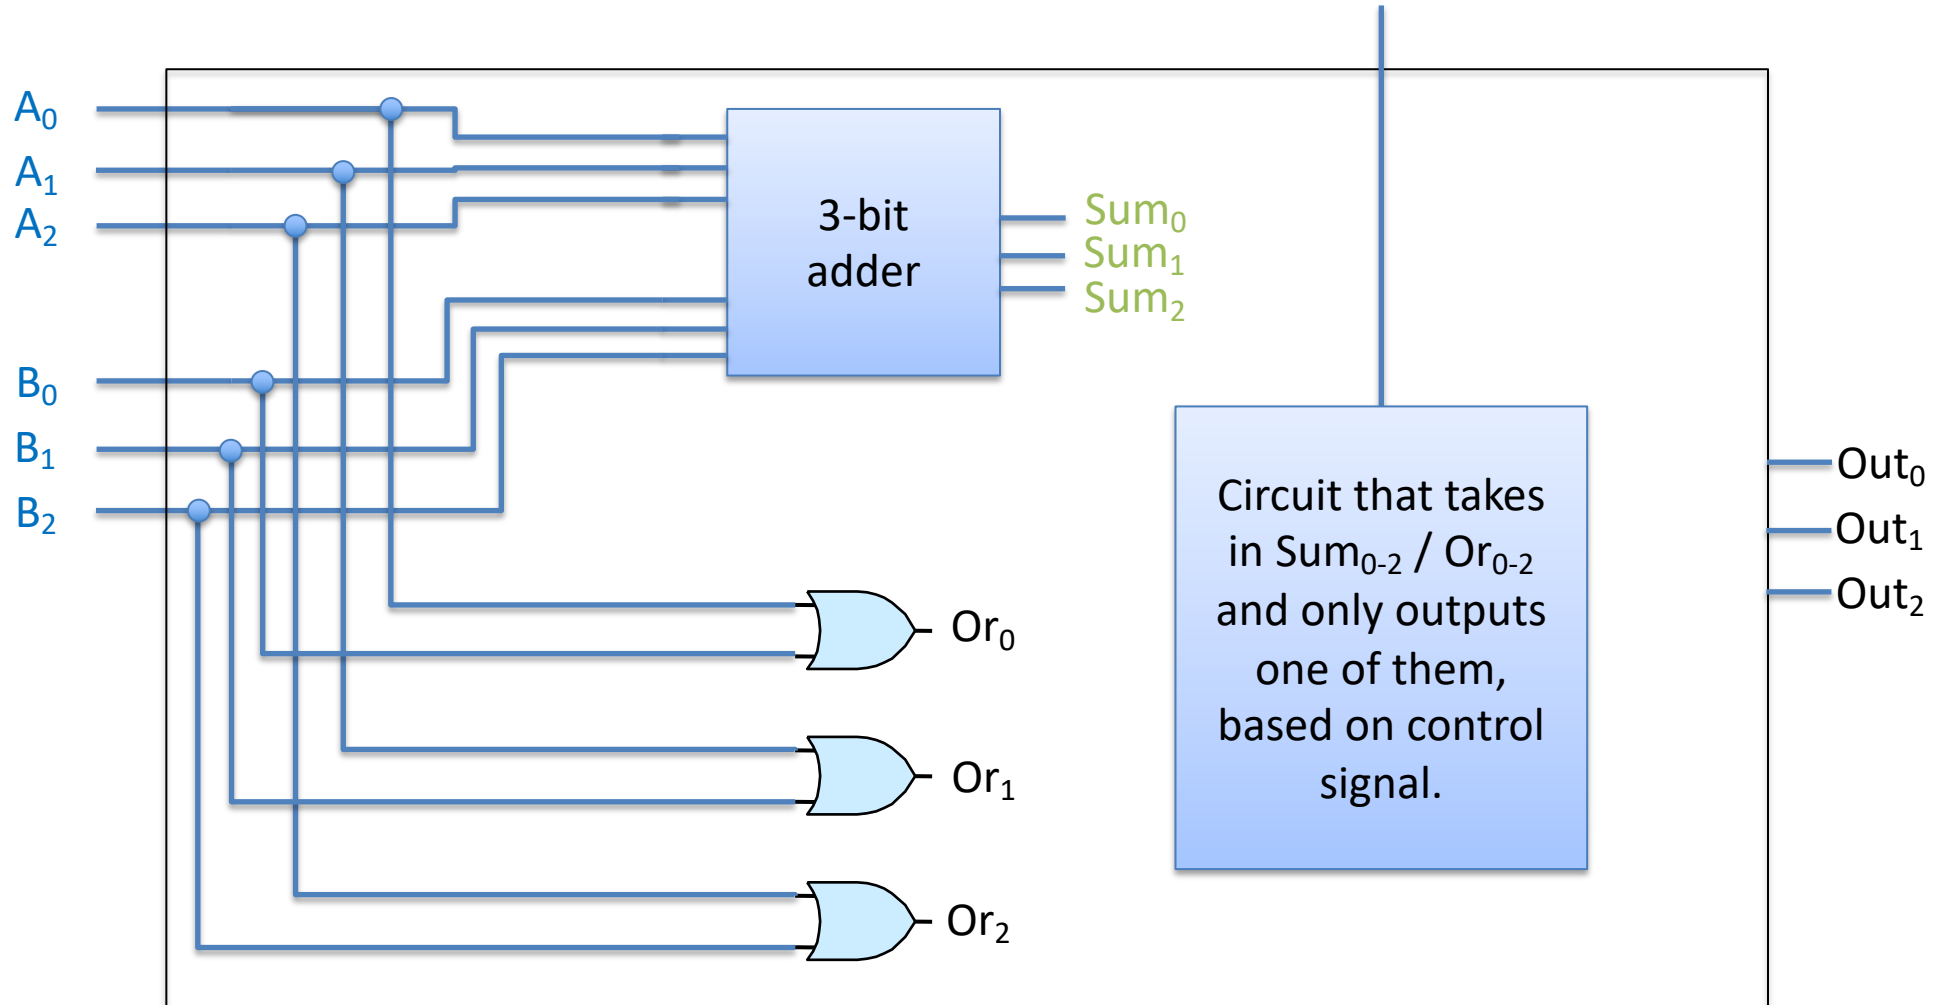 A₀
A₁
A₂
B₀
B₁
B₂
3-bit
adder
Sum₀
Sum₁
Sum₂
Or₀
Or₁
Or₂
Circuit that takes
in Sum₀₋₂ / Or₀₋₂
and only outputs
one of them,
based on control
signal.
Out₀
Out₁
Out₂